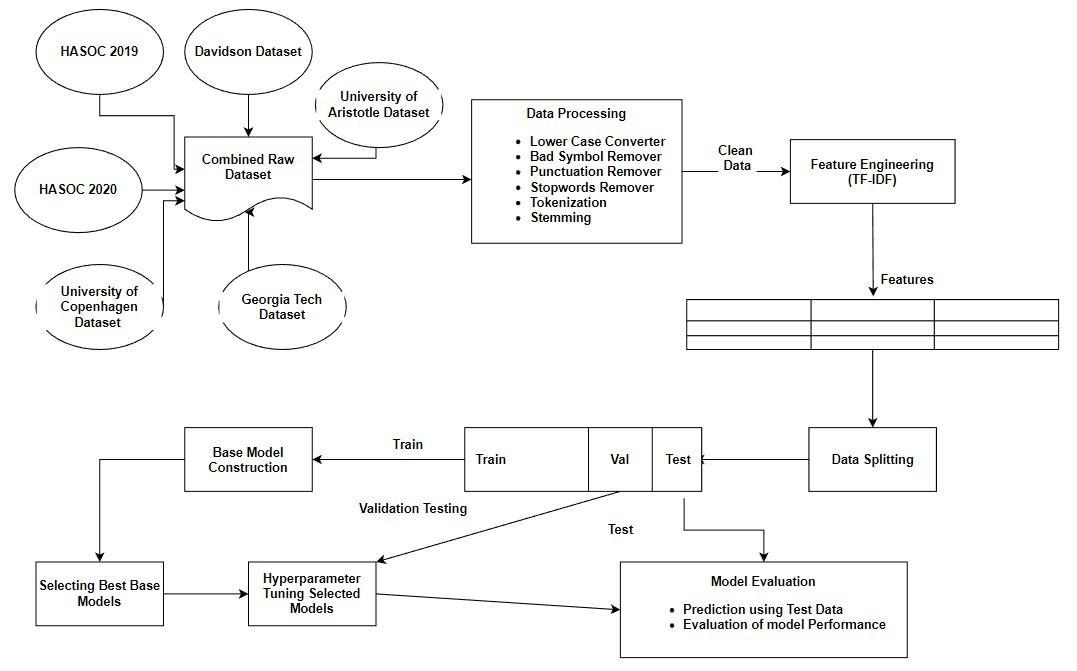 HASOC 2019
Davidson Dataset
University of
Aristotle Dataset
Combined Raw
Dataset
HASOC 2020
University of
Copenhagen
Dataset
Georgia Tech
Dataset
Data Processing
• Lower Case Converter
• Bad Symbol Remover
• Punctuation Remover
• Stopwords Remover
• Tokenization
• Stemming
Clean
Data
Feature Engineering
(TF-IDF)
Features
Data Splitting
Train
Val
Test
Train
Base Model
Construction
Validation Testing
Test
Selecting Best Base
Models
Hyperparameter
Tuning Selected
Models
Model Evaluation
• Prediction using Test Data
• Evaluation of model Performance